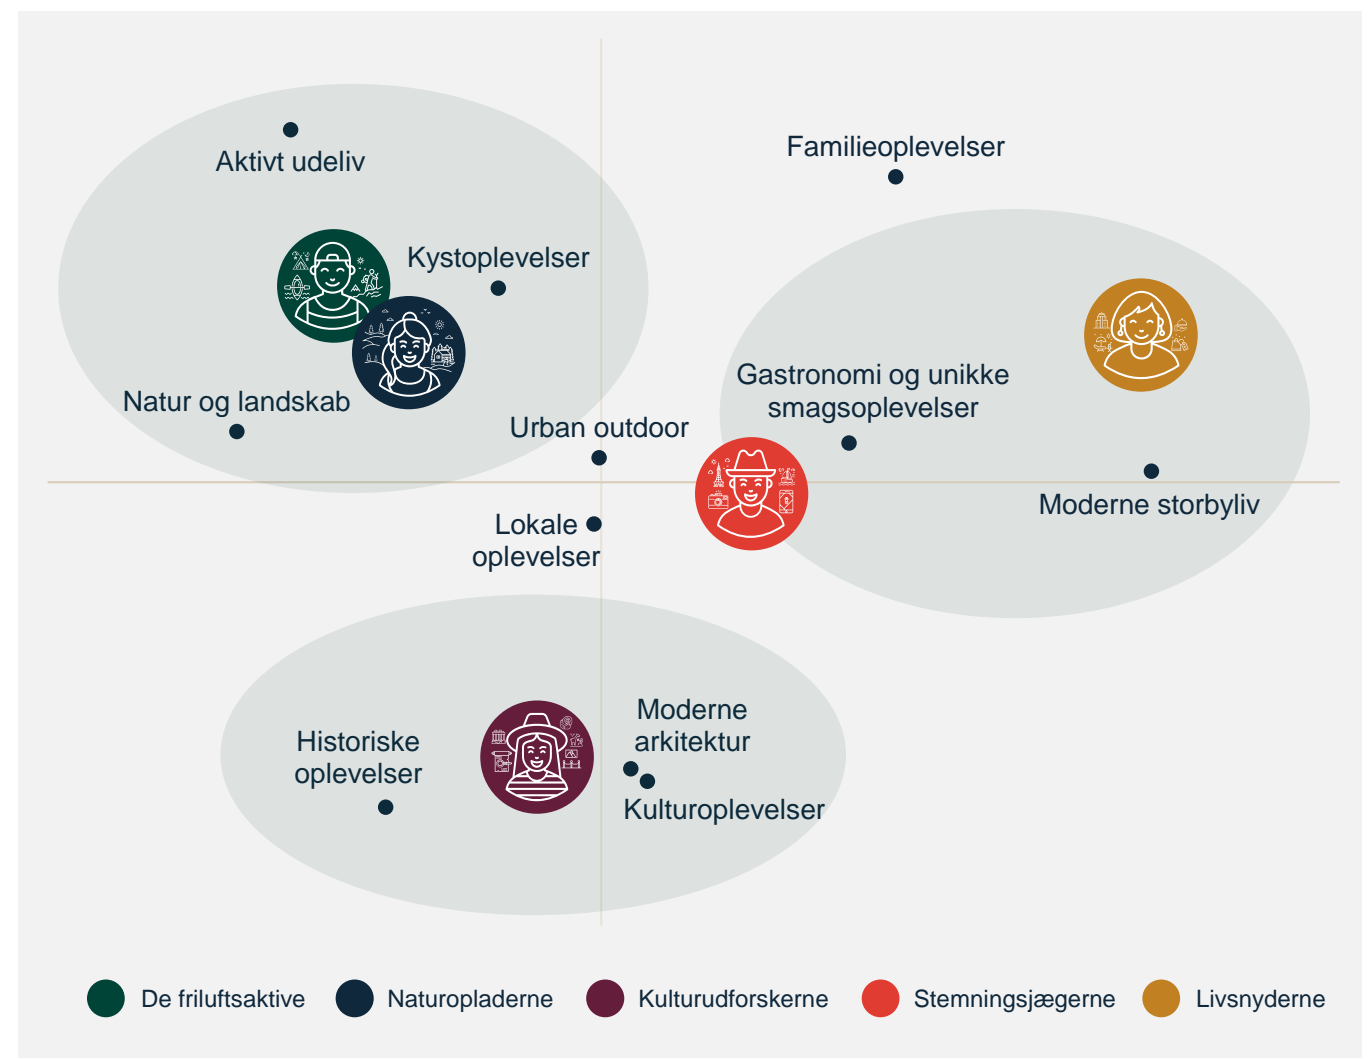 Aktivt udeliv
Familieoplevelser
Kystoplevelser
Natur og landskab
Gastronomi og unikke
smagsoplevelser
Urban outdoor
Moderne storbyliv
Lokale
oplevelser
Historiske
oplevelser
Moderne
arkitektur
Kulturoplevelser
De friluftsaktive
Naturopladerne
Kulturudforskerne
Stemningsjægerne
Livsnyderne